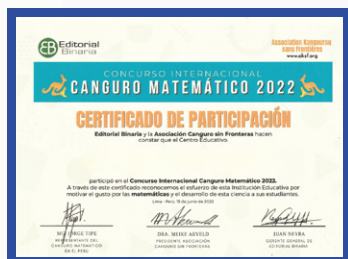 Editorial
Binaria
Association Kangourou
sans Frontières
www.aksf.org
CONCURSO INTERNACIONAL
CANGURO MATEMÁTICO 2022
CERTIFICADO DE PARTICIPACIÓN
Editorial Binaria y la Asociación Canguro sin Fronteras hacen
constar que el Centro Educativo
participó en el Concurso Internacional Canguro Matemático 2022.
A través de este certificado reconocemos el esfuerzo de esta Institución Educativa por
motivar el gusto por las matemáticas y el desarrollo de esta ciencia a sus estudiantes.
Lima - Perú, de junio de 2022
MG. JORGE TIPE
REPRESENTANTE DEL
CANGURO MATEMÁTICO
EN EL PERÚ
DRA. MEIKE AKVELD
PRESIDENTE ASOCIACIÓN
CANGURO SIN FRONTERAS
JUAN NEYRA
GERENTE GENERAL DE
EDITORIAL BINARIA